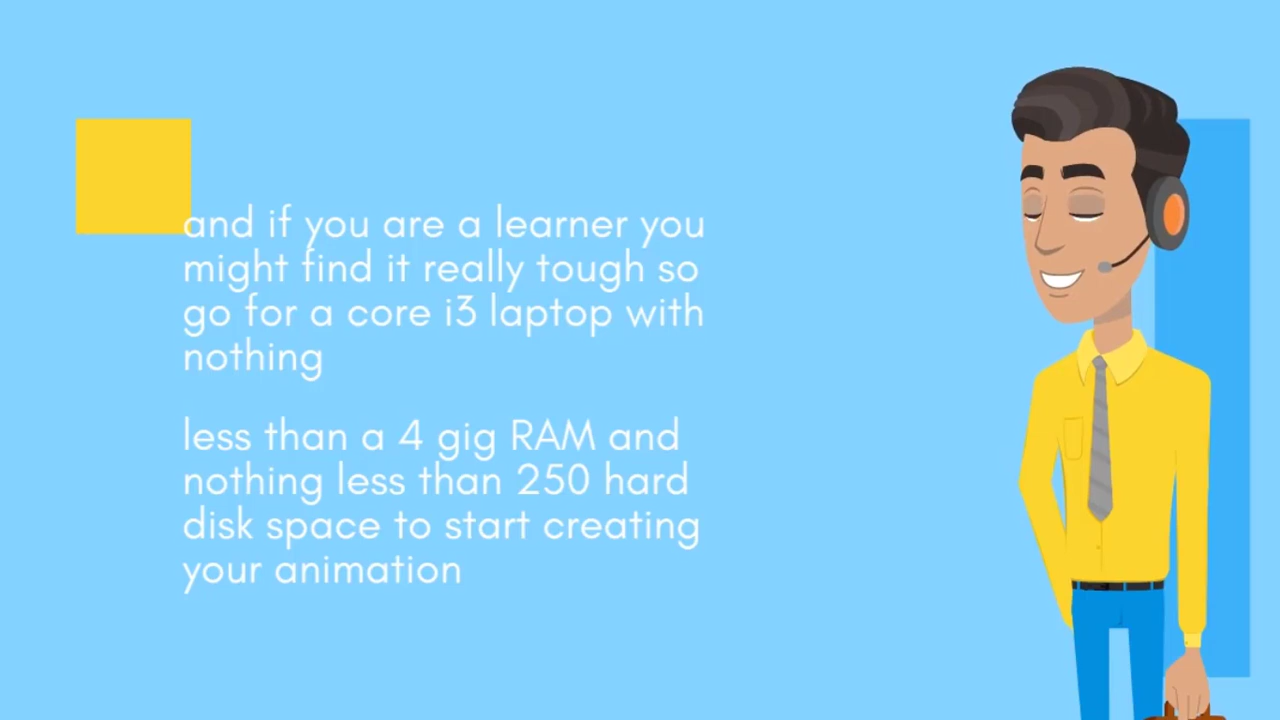 and if you are a learner you
might find it really tough so
go for a core i3 laptop with
nothing
less than a 4 gig RAM and
nothing less than 250 hard
disk space to start creating
your animation